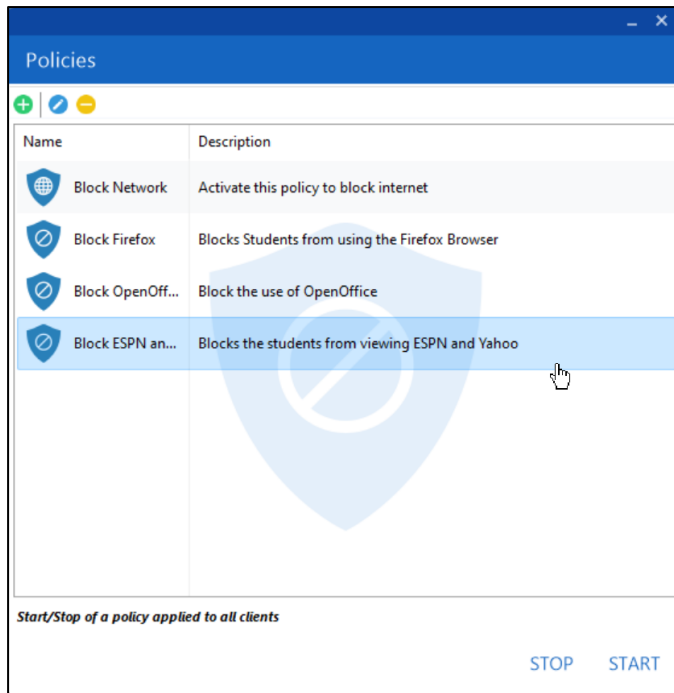 Policies
Name Description
Block Network Activate this policy to block internet
Block Firefox Blocks Students from using the Firefox Browser
Block OpenOff... Block the use of OpenOffice
Block ESPN an... Blocks the students from viewing ESPN and Yahoo
Start/Stop of a policy applied to all clients
STOP START